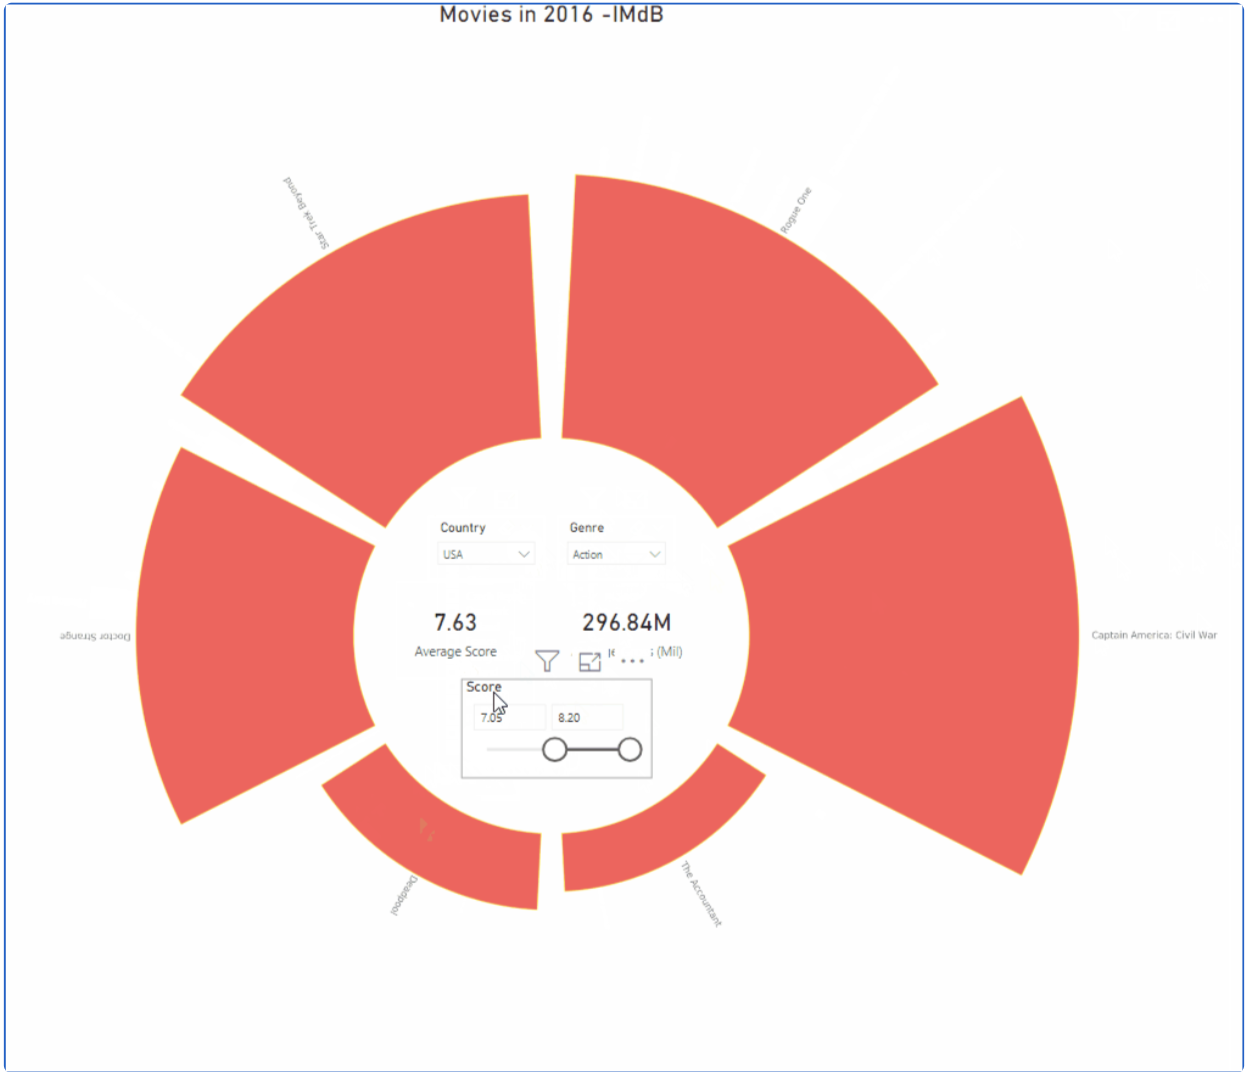 Movies in 2016 -IMdB
Star Trek Beyond
Rogue One
Country
Genre
USA
Action
7.63
296.84M
Average Score
(Mil)
Score
7.05
8.20
Doctor Strange
Captain America: Civil War
Deadpool
The Accountant